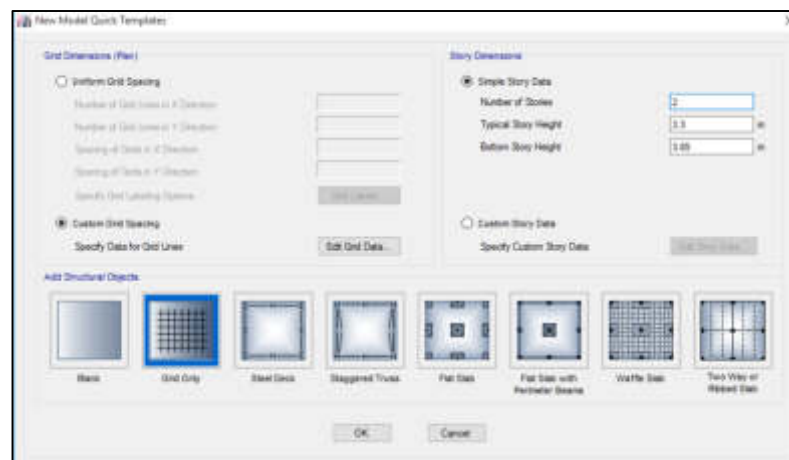 New Model Quick Templates
Grid Dimensions (Plan)
Uniform Grid Spacing
Number of Grid Lines in X Direction
Number of Grid Lines in Y Direction
Spacing of Grids in X Direction
Spacing of Grids in Y Direction
Specify Grid Labeling Options
Grid Labels...
Custom Grid Spacing
Specify Data for Grid Lines
Edit Grid Data...
Story Dimensions
Simple Story Data
Number of Stories
2
Typical Story Height
3.5
m
Bottom Story Height
m
Custom Story Data
Specify Custom Story Data
Edit Story Data...
Add Structural Objects
Blank
Grid Only
Steel Deck
Staggered Truss
Flat Slab
Flat Slab with
Perimeter Beams
Waffle Slab
Two Way or
Ribbed Slab
OK
Cancel